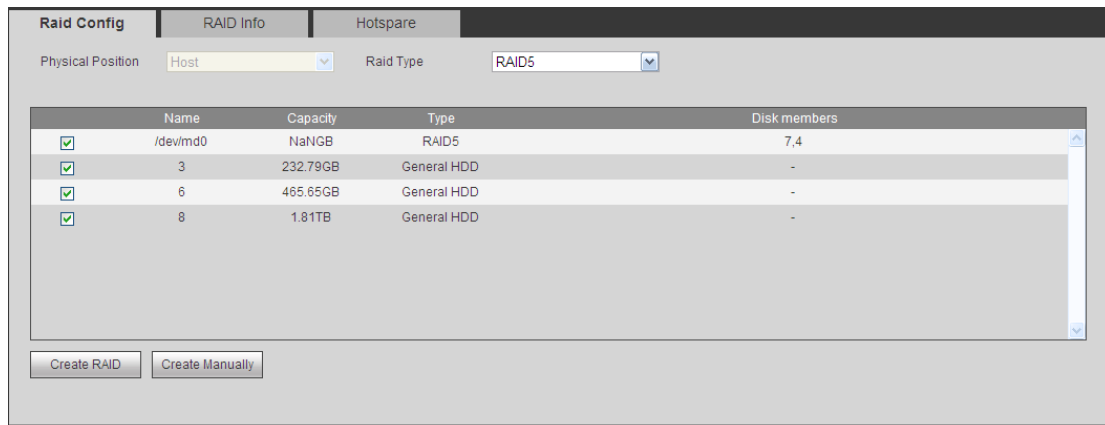 Raid Config RAID Info Hotspare
Physical Position Host Raid Type RAID5
Name Capacity Type Disk members
/dev/md0 NaNGB RAID5 7,4
3 232.79GB General HDD -
6 465.65GB General HDD -
8 1.81TB General HDD -
Create RAID Create Manually